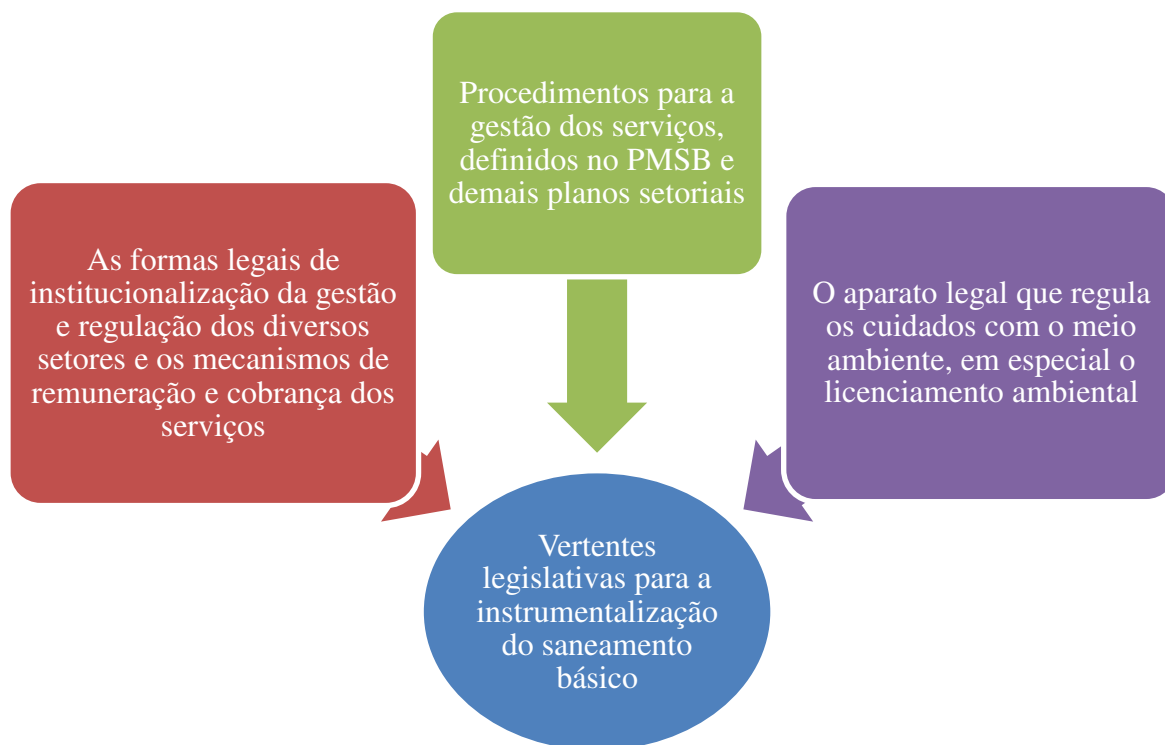 Procedimentos para a
gestão dos serviços,
definidos no PMSB e
demais planos setoriais
As formas legais de
institucionalização da gestão
e regulação dos diversos
setores e os mecanismos de
remuneração e cobrança dos
serviços
O aparato legal que regula
os cuidados com o meio
ambiente, em especial o
licenciamento ambiental
Vertentes
legislativas para a
instrumentalização
do saneamento
básico